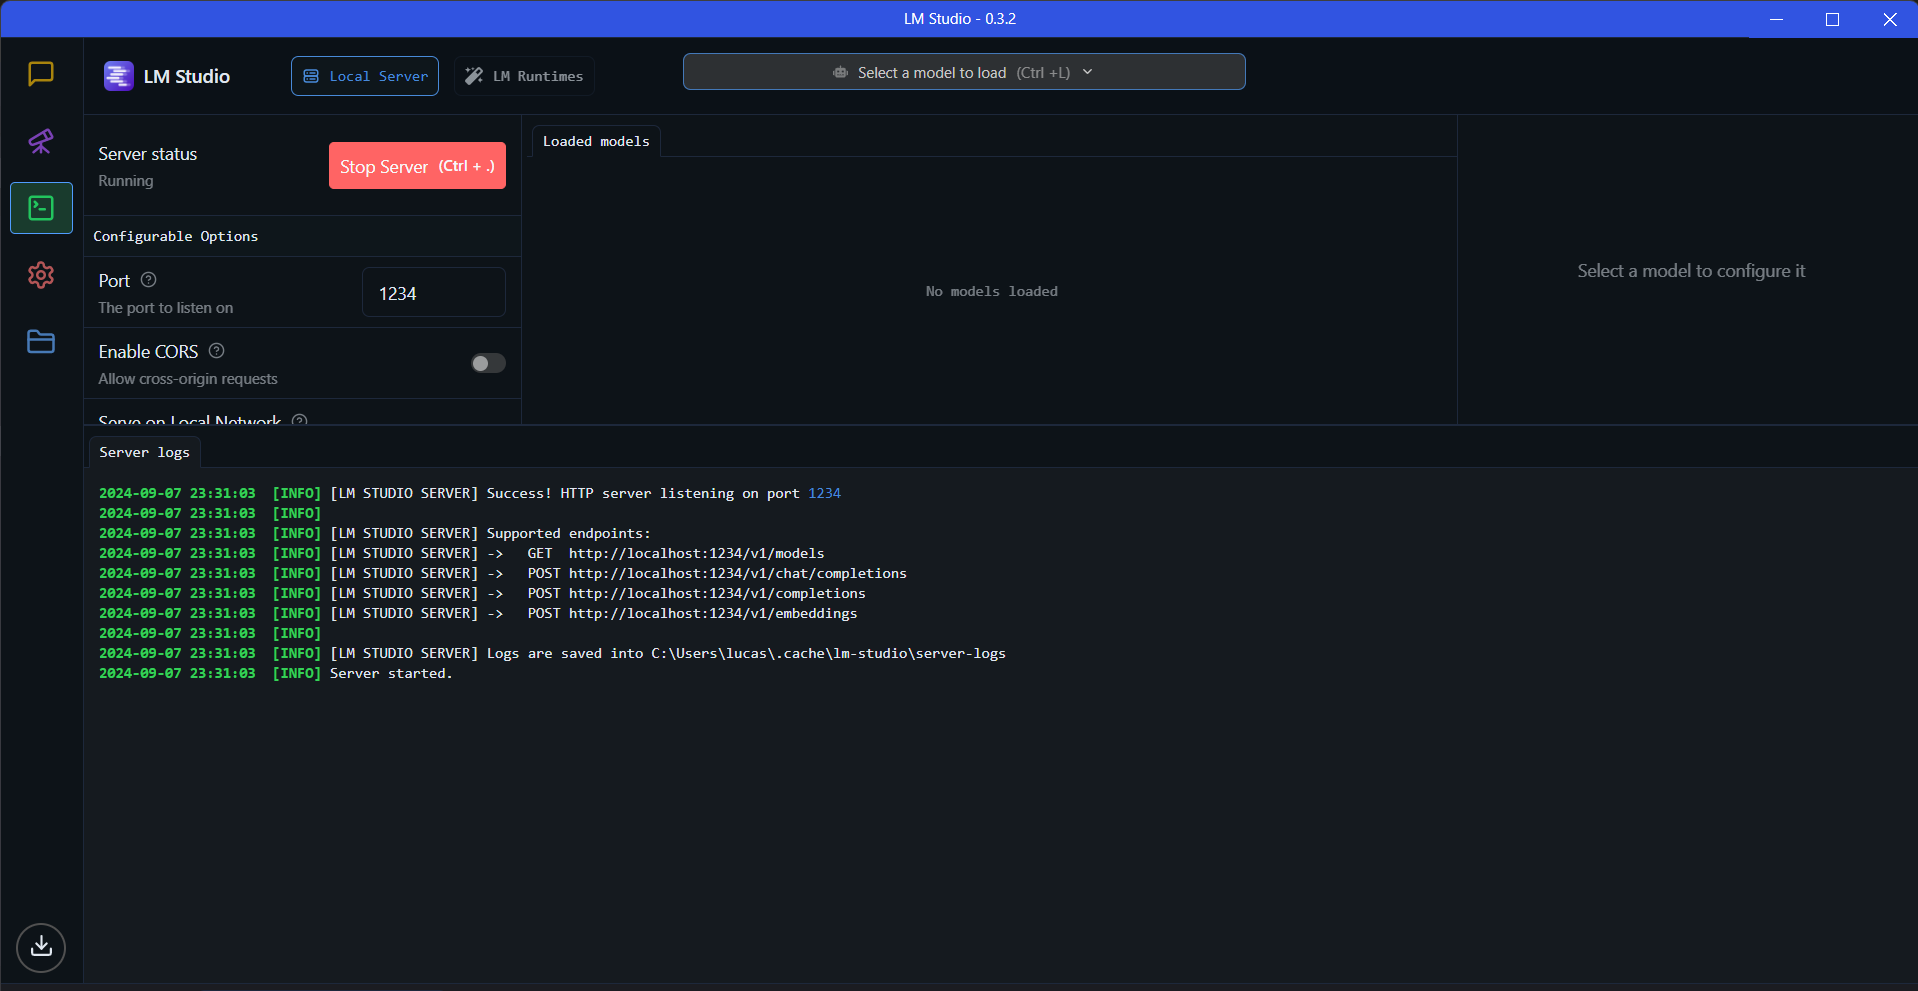 LM Studio - 0.3.2
LM Studio
Local Server
LM Runtimes
Select a model to load (Ctrl +L)
Server status
Running
Stop Server (Ctrl + .)
Configurable Options
Port
The port to listen on
1234
Enable CORS
Allow cross-origin requests
Serve on Local Network
Loaded models
No models loaded
Select a model to configure it
Server logs
2024-09-07 23:31:03 [INFO] [LM STUDIO SERVER] Success! HTTP server listening on port 1234
2024-09-07 23:31:03 [INFO]
2024-09-07 23:31:03 [INFO] [LM STUDIO SERVER] Supported endpoints:
2024-09-07 23:31:03 [INFO] [LM STUDIO SERVER] -> GET http://localhost:1234/v1/models
2024-09-07 23:31:03 [INFO] [LM STUDIO SERVER] -> POST http://localhost:1234/v1/chat/completions
2024-09-07 23:31:03 [INFO] [LM STUDIO SERVER] -> POST http://localhost:1234/v1/completions
2024-09-07 23:31:03 [INFO] [LM STUDIO SERVER] -> POST http://localhost:1234/v1/embeddings
2024-09-07 23:31:03 [INFO]
2024-09-07 23:31:03 [INFO] [LM STUDIO SERVER] Logs are saved into C:\Users\lucas\.cache\lm-studio\server-logs
2024-09-07 23:31:03 [INFO] Server started.